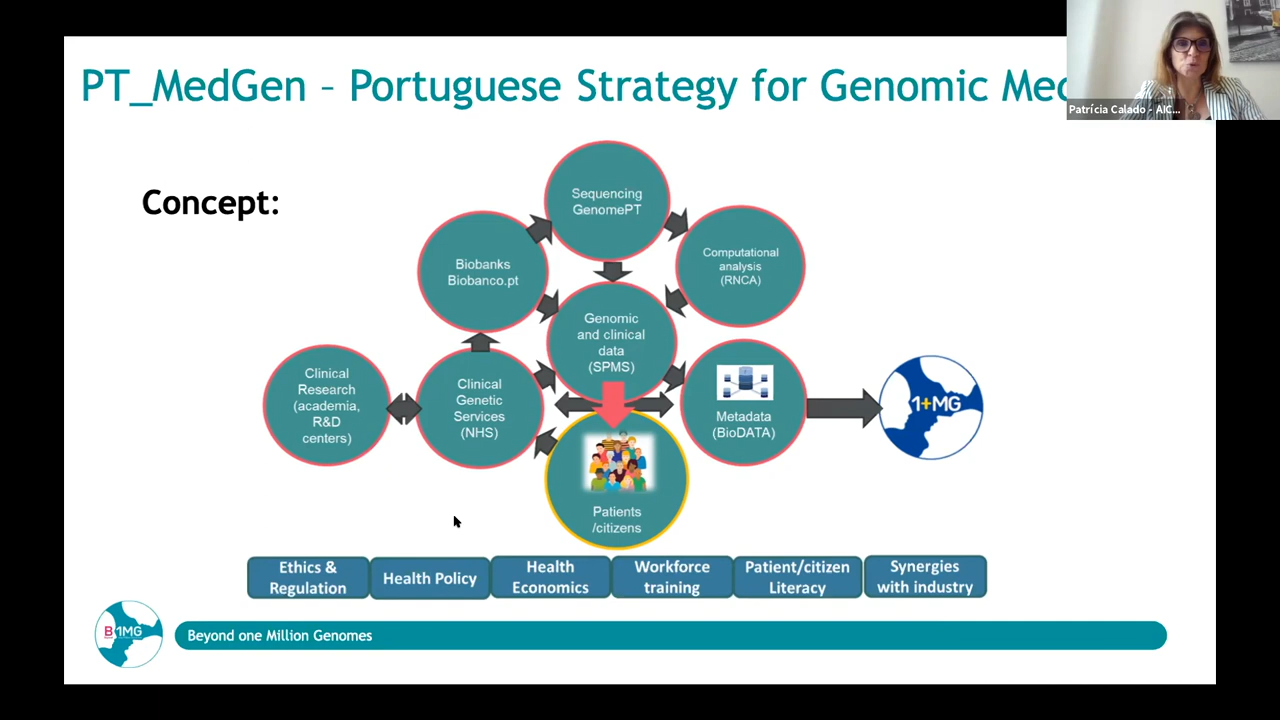 PT_MedGen – Portuguese Strategy for Genomic
Patrícia Calado - AIC...
Concept:
Sequencing
GenomePT
Biobanks
Biobanco.pt
Computational
analysis
(RNCA)
Genomic
and clinical
data
(SPMS)
Clinical
Research
(academia,
R&D
centers)
Clinical
Genetic
Services
(NHS)
Metadata
(BioDATA)
1+MG
Patients
/citizens
Ethics &
Regulation
Health Policy
Health
Economics
Workforce
training
Patient/citizen
Literacy
Synergies
with industry
B1MG
Beyond one Million Genomes